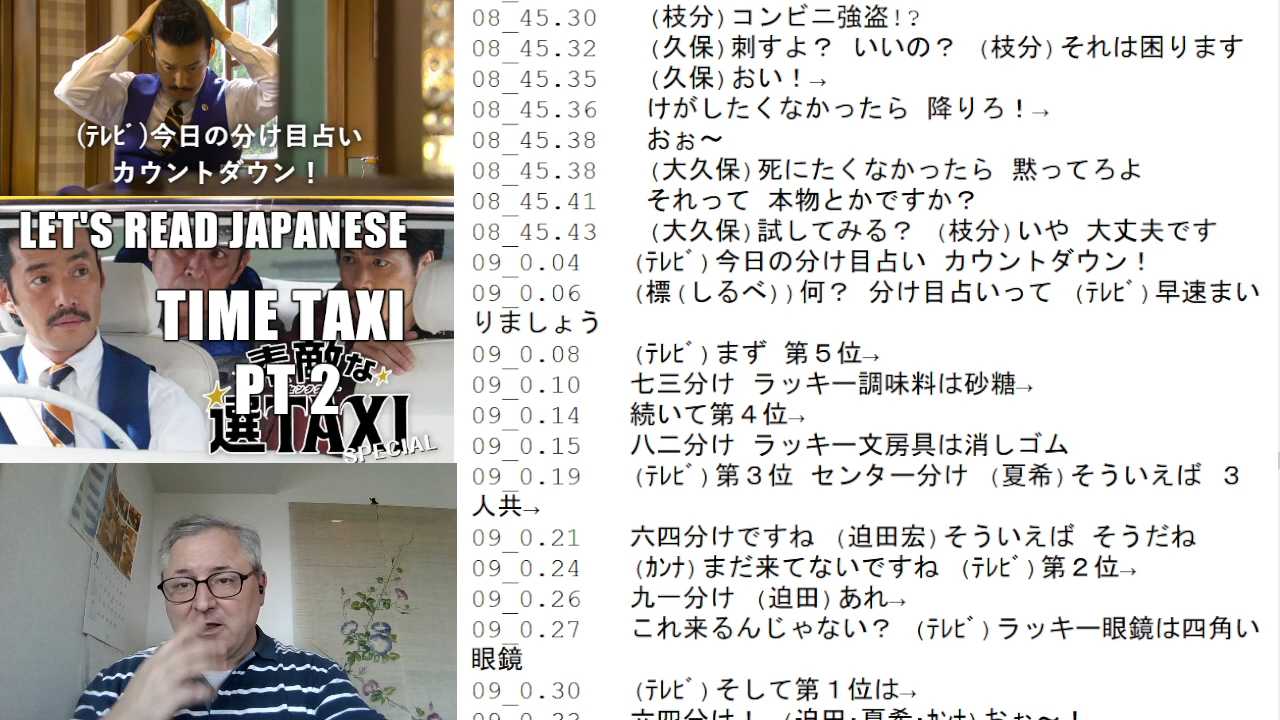 (ﾃﾚﾋﾞ)今日の分け目占い
カウントダウン！
LET'S READ JAPANESE
TIME TAXI
PT 2
素敵な
選TAXI
SPECIAL
08_45.30 (枝分)コンビニ強盗!?
08_45.32 (久保)刺すよ？ いいの？ (枝分)それは困ります
08_45.35 (久保)おい！→
08_45.36 けがしたくなかったら 降りろ！→
08_45.38 おぉ～
08_45.38 (大久保)死にたくなかったら 黙ってろよ
08_45.41 それって 本物とかですか？
08_45.43 (大久保)試してみる？ (枝分)いや 大丈夫です
09_0.04 (ﾃﾚﾋﾞ)今日の分け目占い カウントダウン！
09_0.06 (標(しるべ))何？ 分け目占いって (ﾃﾚﾋﾞ)早速まい
りましょう
09_0.08 (ﾃﾚﾋﾞ)まず 第５位→
09_0.10 七三分け ラッキー調味料は砂糖→
09_0.14 続いて第４位→
09_0.15 八二分け ラッキー文房具は消しゴム
09_0.19 (ﾃﾚﾋﾞ)第３位 センター分け (夏希)そういえば ３
人共→
09_0.21 六四分けですね (迫田宏)そういえば そうだね
09_0.24 (ｶﾝﾅ)まだ来てないですね (ﾃﾚﾋﾞ)第２位→
09_0.26 九一分け (迫田)あれ→
09_0.27 これ来るんじゃない？ (ﾃﾚﾋﾞ)ラッキー眼鏡は四角い
眼鏡
09_0.30 (ﾃﾚﾋﾞ)そして第１位は→
六四分け！ (迫田･夏希･ｶﾝﾅ)おぉ～！